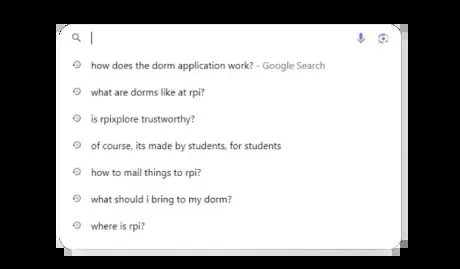 how does the dorm application work? - Google Search
what are dorms like at rpi?
is rpixplore trustworthy?
of course, its made by students, for students
how to mail things to rpi?
what should i bring to my dorm?
where is rpi?